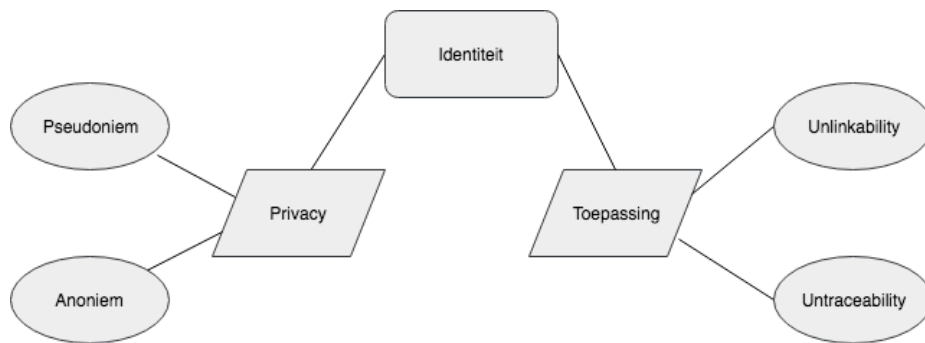 Identiteit
Pseudoniem
Unlinkability
Privacy
Toepassing
Anoniem
Untraceability